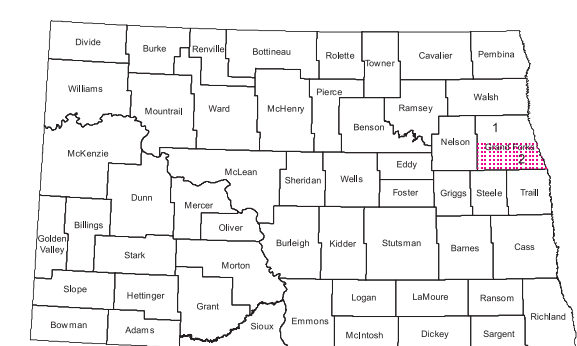 Divide Burke Renville Bottineau Rolette Towner Cavalier Pembina
Williams Mountrail Ward McHenry Pierce Benson Ramsey Walsh
Nelson 1
Grand Forks
2
McKenzie McLean Sheridan Wells Eddy
Foster Griggs Steele Traill
Dunn Mercer Oliver
Golden Valley Billings Stark Morton Burleigh Kidder Stutsman Barnes Cass
Slope Hettinger Grant Sioux Emmons Logan LaMoure Ransom Richland
Bowman Adams McIntosh Dickey Sargent